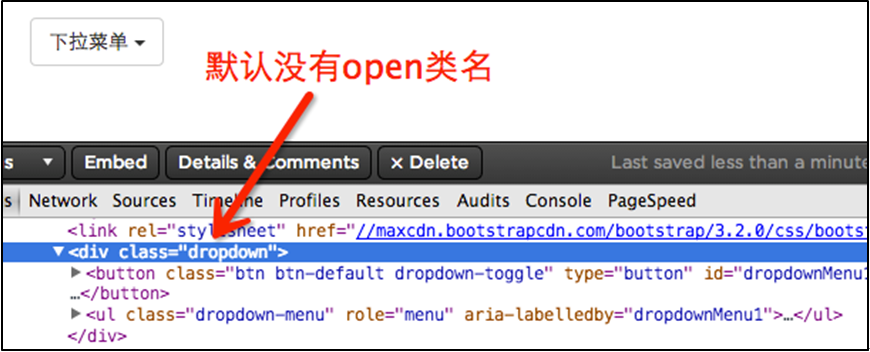 下拉菜单
默认没有open类名
s Embed Details & Comments × Delete Last saved less than a minute
s Network Sources Timeline Profiles Resources Audits Console PageSpeed
<link rel="stylesheet" href="//maxcdn.bootstrapcdn.com/bootstrap/3.2.0/css/boots
▼<div class="dropdown">
▶<button class="btn btn-default dropdown-toggle" type="button" id="dropdownMenu1
…</button>
▶<ul class="dropdown-menu" role="menu" aria-labelledby="dropdownMenu1">…</ul>
</div>